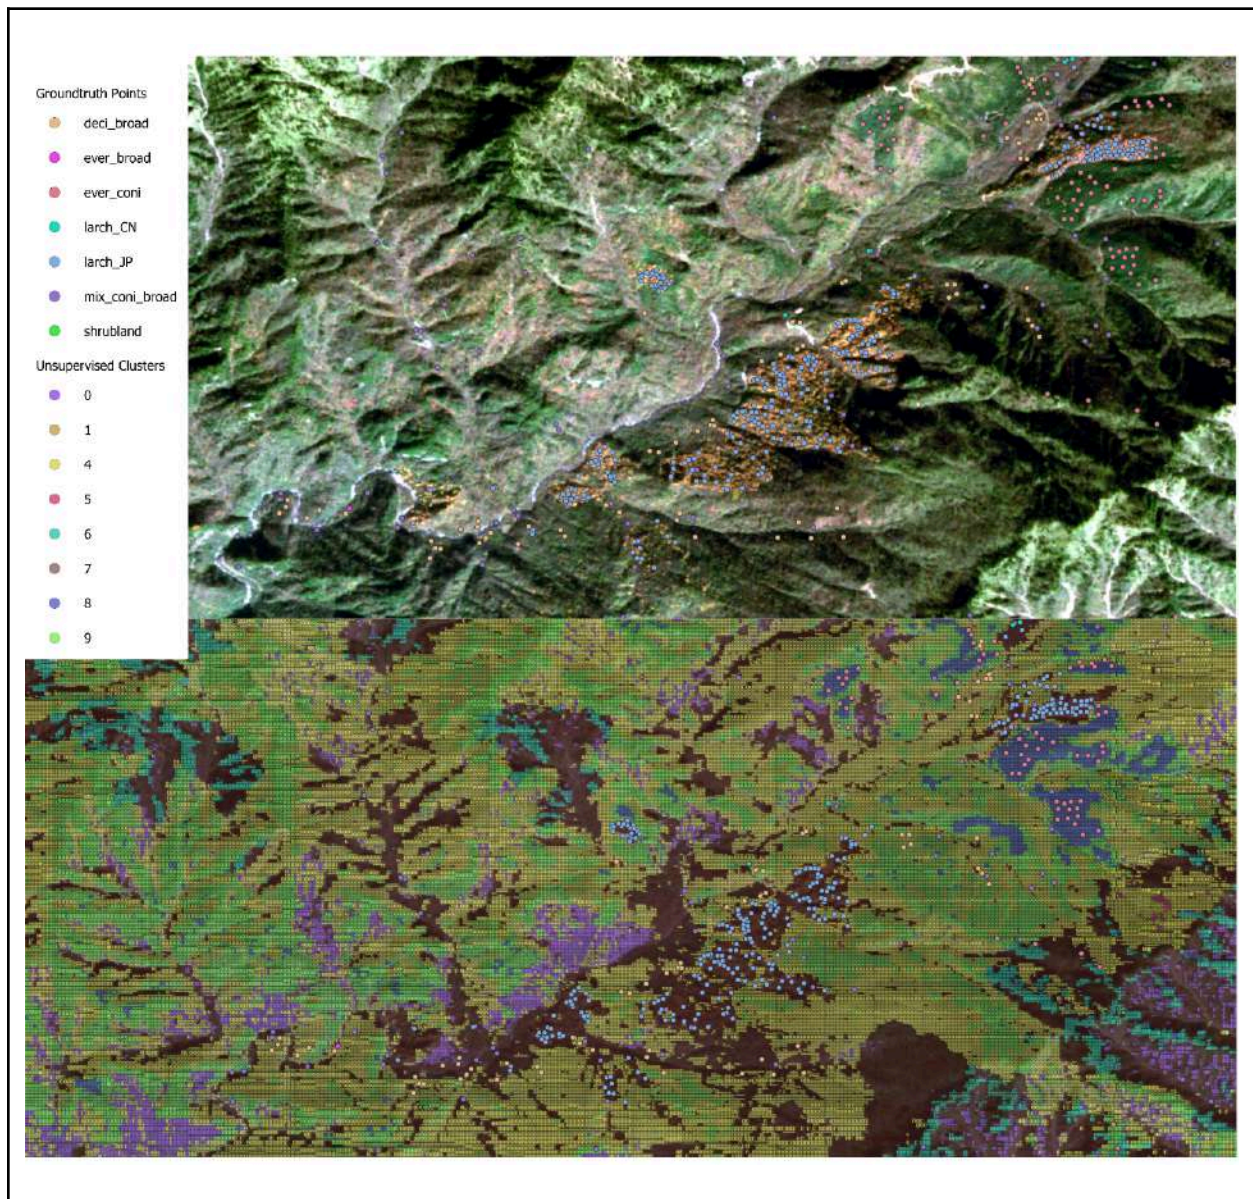 Groundtruth Points
deci_broad
ever_broad
ever_coni
larch_CN
larch_JP
mix_coni_broad
shrubland
Unsupervised Clusters
0
1
4
5
6
7
8
9